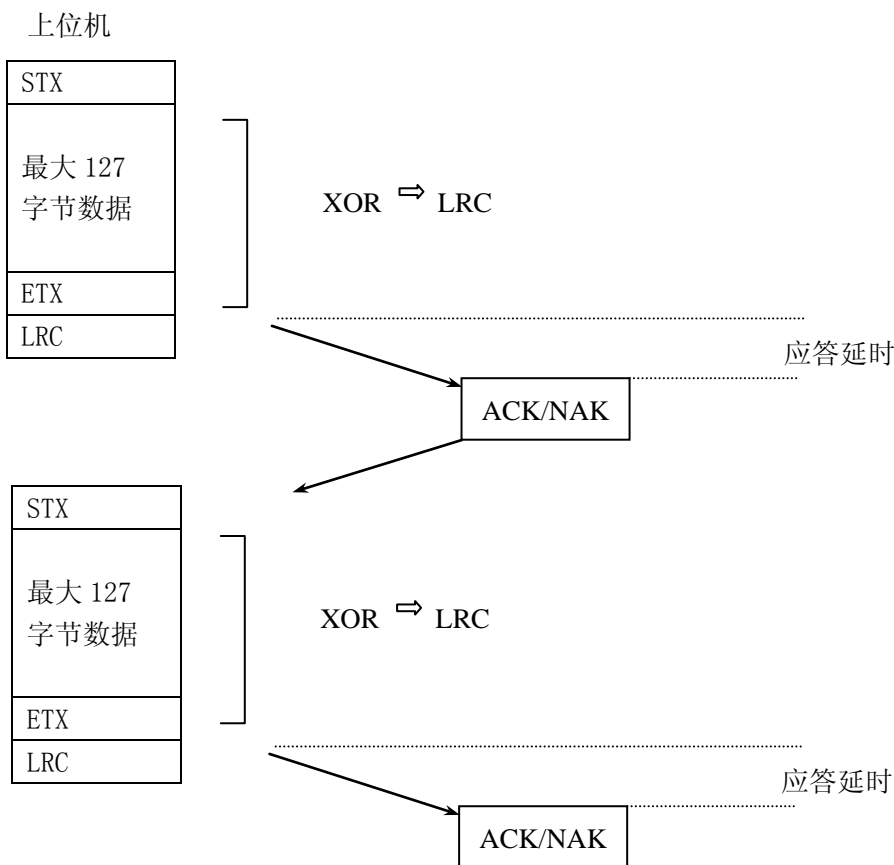 上位机
STX
最大 127
字节数据
XOR ⇨ LRC
ETX
LRC
应答延时
ACK/NAK
STX
最大 127
字节数据
XOR ⇨ LRC
ETX
LRC
应答延时
ACK/NAK